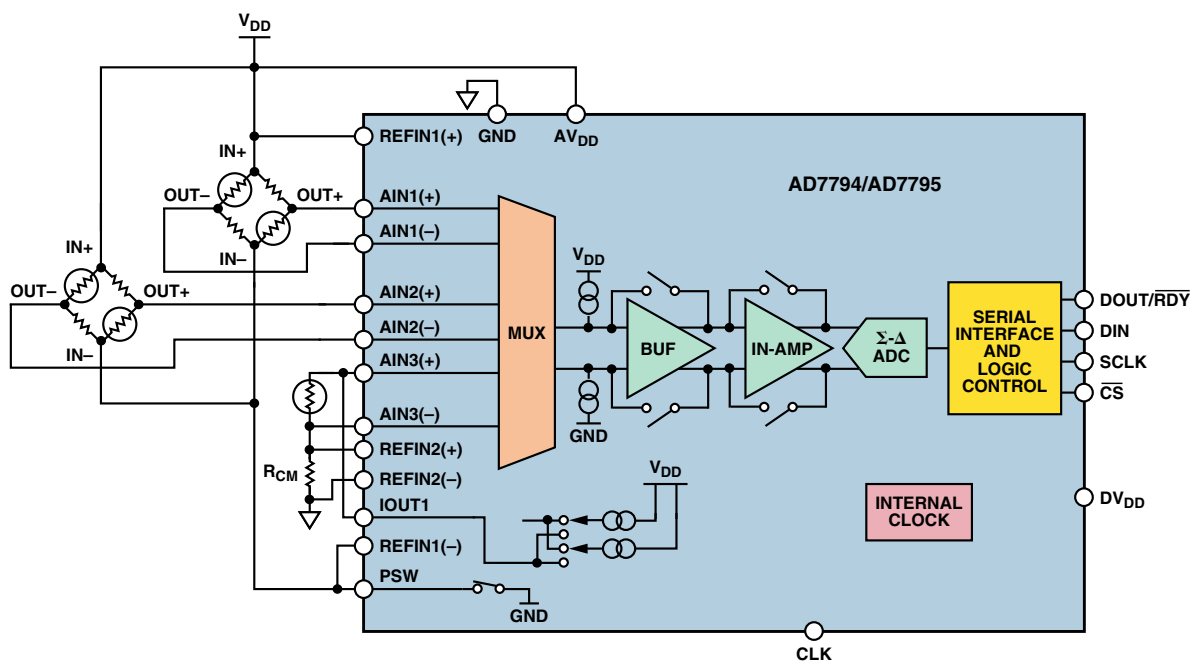 VDD
GND
AVDD
REFIN1(+)
IN+
OUT–
OUT+
IN–
AIN1(+)
AIN1(–)
AD7794/AD7795
IN+
OUT–
OUT+
IN–
AIN2(+)
AIN2(–)
AIN3(+)
AIN3(–)
REFIN2(+)
RCM
REFIN2(–)
IOUT1
REFIN1(–)
PSW
GND
MUX
VDD
GND
BUF
IN-AMP
Σ-Δ
ADC
SERIAL
INTERFACE
AND
LOGIC
CONTROL
DOUT/R̅D̅Y̅
DIN
SCLK
C̅S̅
VDD
INTERNAL
CLOCK
DVDD
CLK